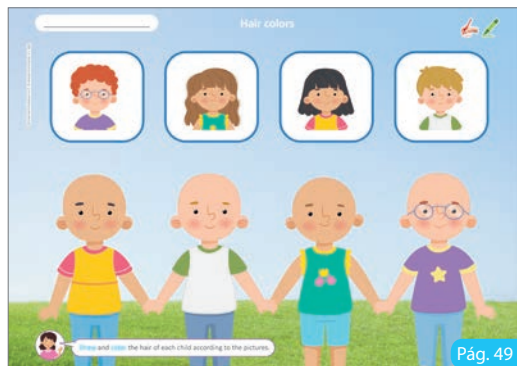 Hair colors
Draw and color the hair of each child according to the pictures.
Pág. 49